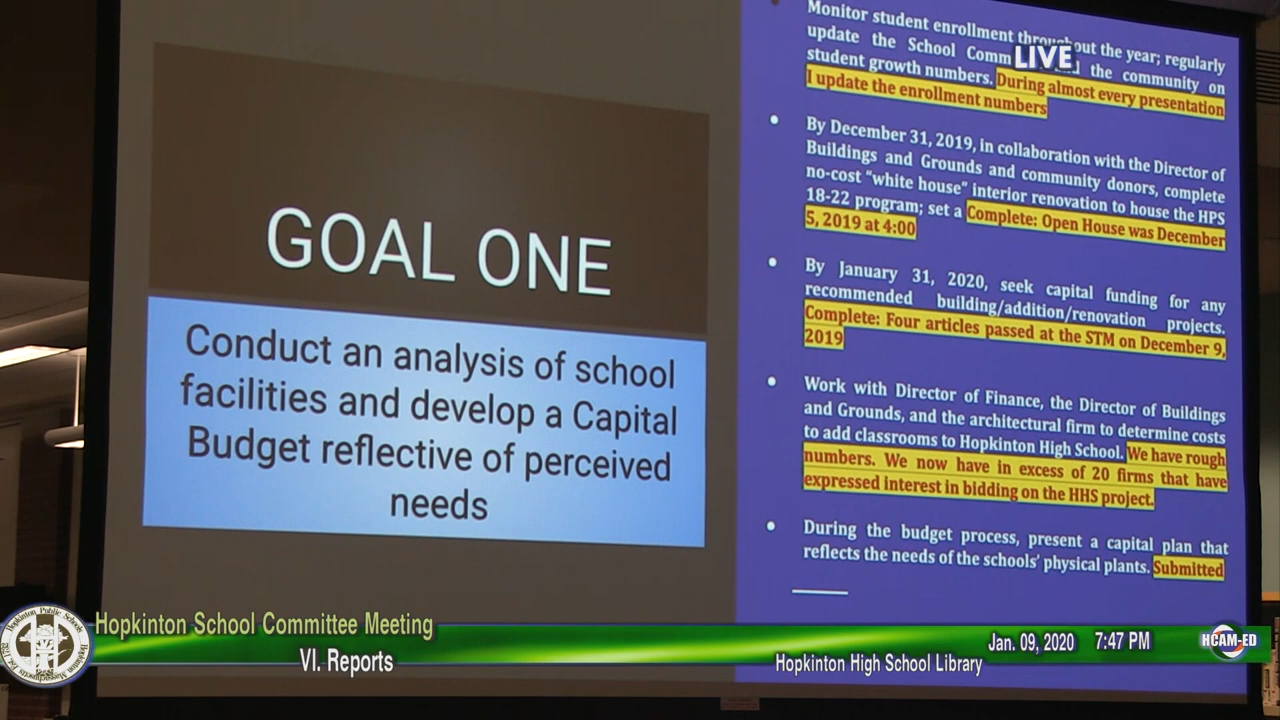 GOAL ONE
Conduct an analysis of school
facilities and develop a Capital
Budget reflective of perceived
needs
Monitor student enrollment throughout the year; regularly
update the School Comm the community on
student growth numbers. During almost every presentation
I update the enrollment numbers
By December 31, 2019, in collaboration with the Director of
Buildings and Grounds and community donors, complete
no-cost “white house” interior renovation to house the HPS
18-22 program; set a Complete: Open House was December
5, 2019 at 4:00
By January 31, 2020, seek capital funding for any
recommended building/addition/renovation projects.
Complete: Four articles passed at the STM on December 9,
2019
Work with Director of Finance, the Director of Buildings
and Grounds, and the architectural firm to determine costs
to add classrooms to Hopkinton High School. We have rough
numbers. We now have in excess of 20 firms that have
expressed interest in bidding on the HHS project.
During the budget process, present a capital plan that
reflects the needs of the schools’ physical plants. Submitted
LIVE
Hopkinton School Committee Meeting
VI. Reports
Jan. 09, 2020 7:47 PM
Hopkinton High School Library
HCAM-ED
Hopkinton Public Schools